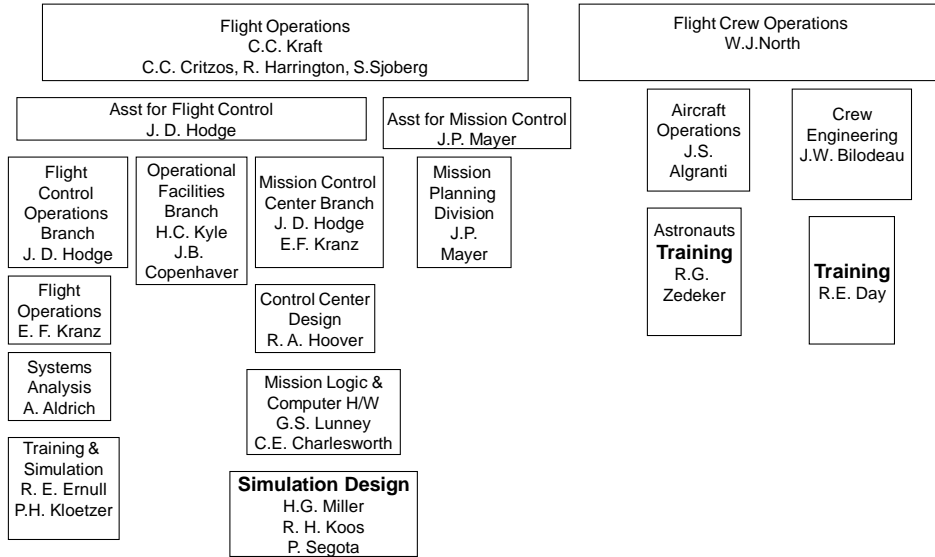 Flight Operations
C.C. Kraft
C.C. Critzos, R. Harrington, S.Sjoberg
Flight Crew Operations
W.J.North
Asst for Flight Control
J. D. Hodge
Asst for Mission Control
J.P. Mayer
Aircraft
Operations
J.S.
Algranti
Crew
Engineering
J.W. Bilodeau
Flight
Control
Operations
Branch
J. D. Hodge
Operational
Facilities
Branch
H.C. Kyle
J.B.
Copenhaver
Mission Control
Center Branch
J. D. Hodge
E.F. Kranz
Mission
Planning
Division
J.P.
Mayer
Astronauts
Training
R.G.
Zedeker
Training
R.E. Day
Flight
Operations
E. F. Kranz
Control Center
Design
R. A. Hoover
Systems
Analysis
A. Aldrich
Mission Logic &
Computer H/W
G.S. Lunney
C.E. Charlesworth
Training &
Simulation
R. E. Ernull
P.H. Kloetzer
Simulation Design
H.G. Miller
R. H. Koos
P. Segota